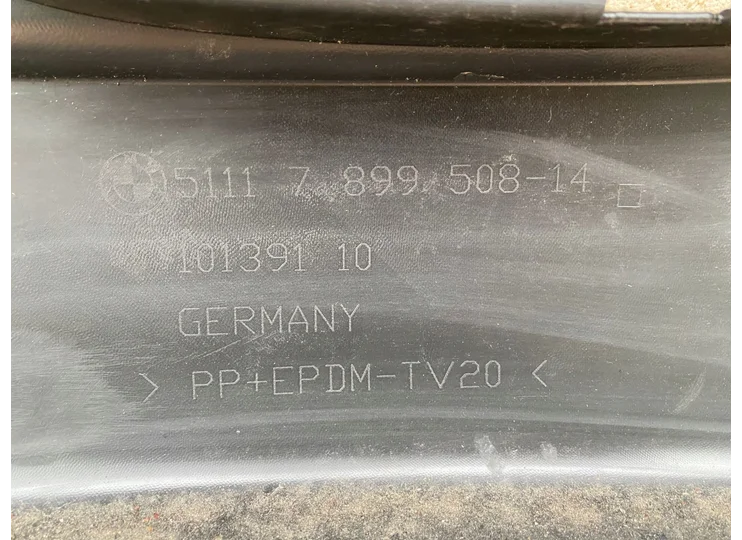 5111 7 899 508-14
101391 10
GERMANY
> PP+EPDM-TV20 <